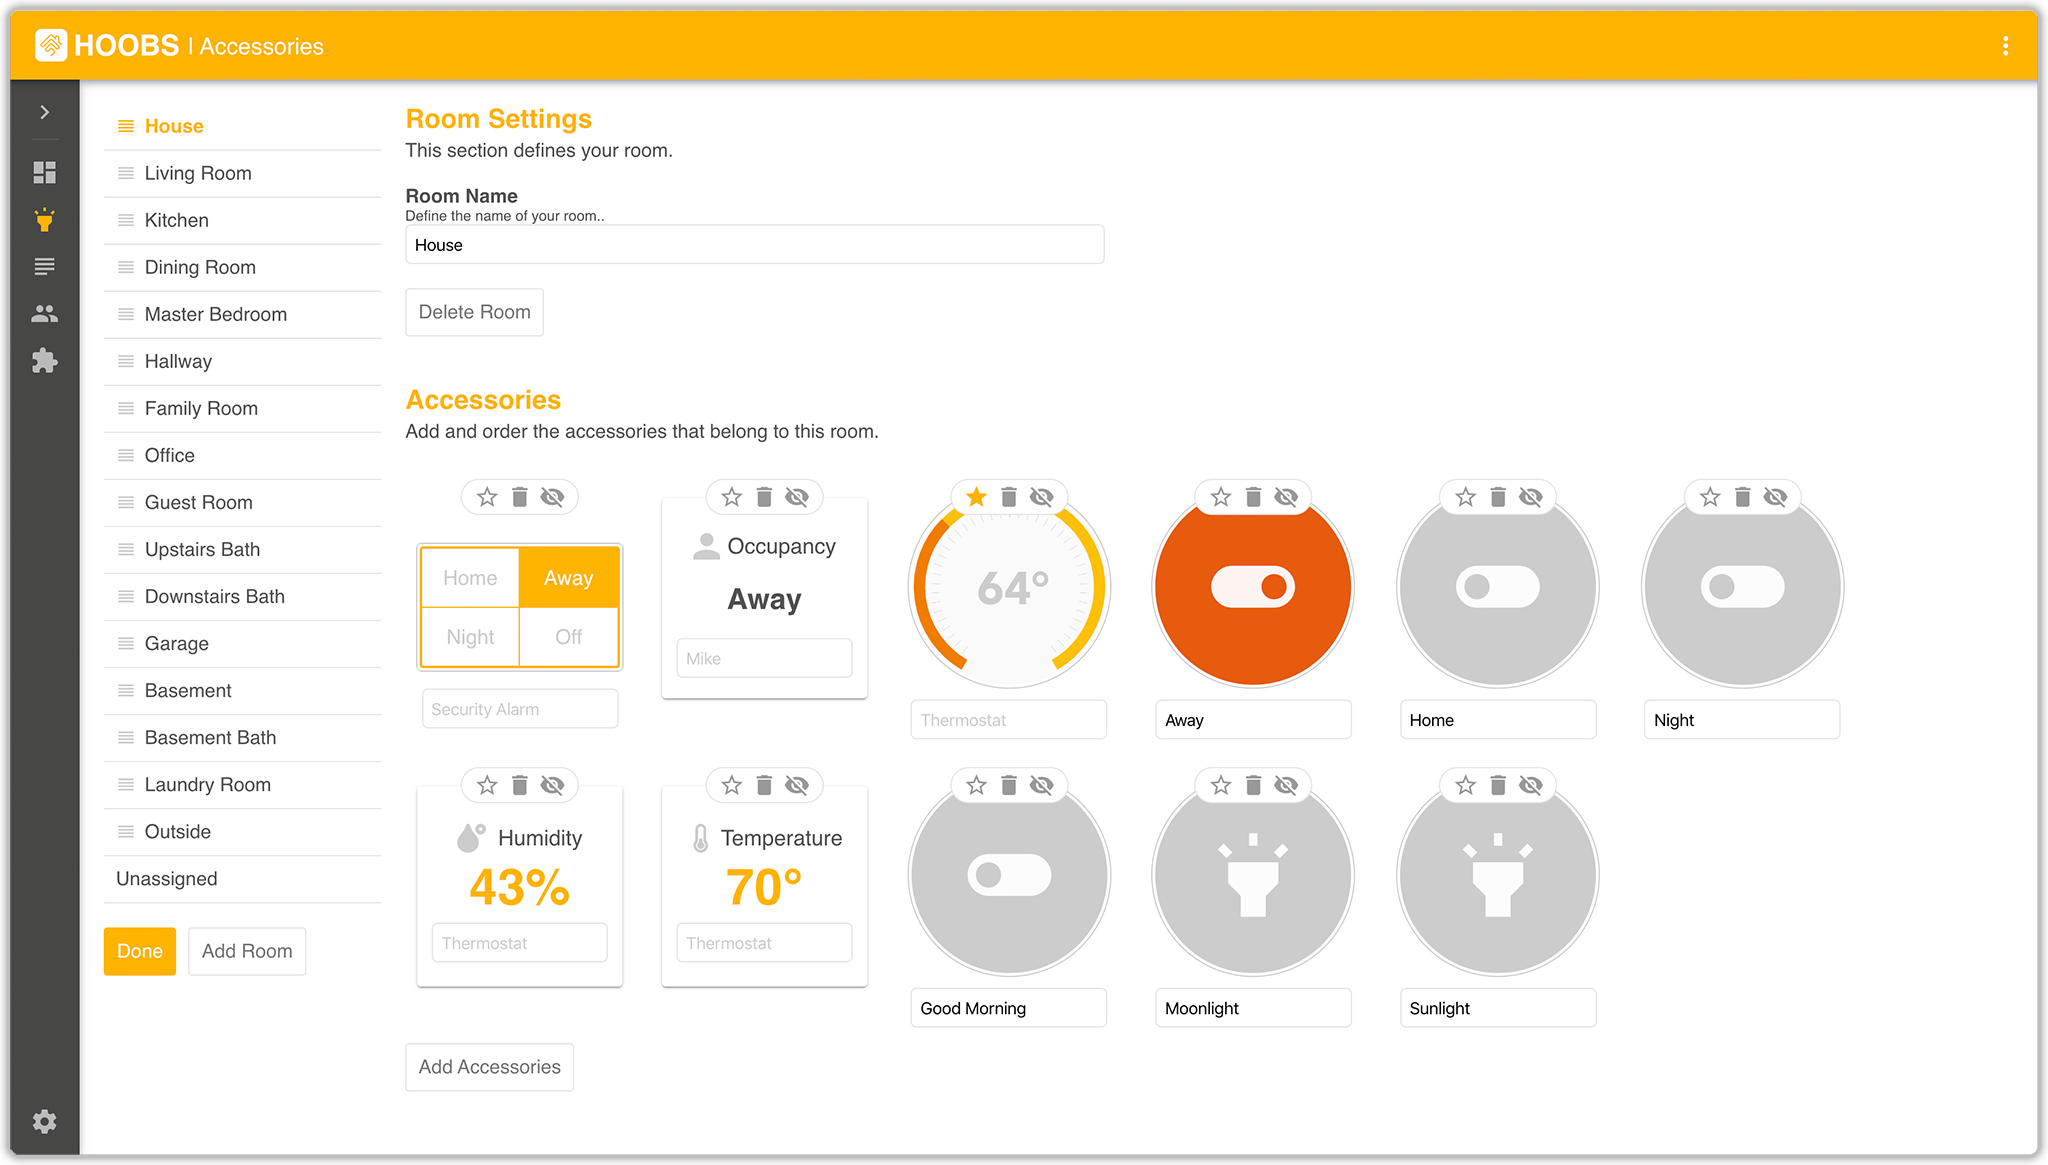 HOOBS | Accessories
House
Living Room
Kitchen
Dining Room
Master Bedroom
Hallway
Family Room
Office
Guest Room
Upstairs Bath
Downstairs Bath
Garage
Basement
Basement Bath
Laundry Room
Outside
Unassigned
Done
Add Room
Room Settings
This section defines your room.
Room Name
Define the name of your room..
House
Delete Room
Accessories
Add and order the accessories that belong to this room.
Home
Away
Night
Off
Security Alarm
Occupancy
Away
Mike
64°
Thermostat
Away
Home
Night
Humidity
43%
Thermostat
Temperature
70°
Thermostat
Good Morning
Moonlight
Sunlight
Add Accessories